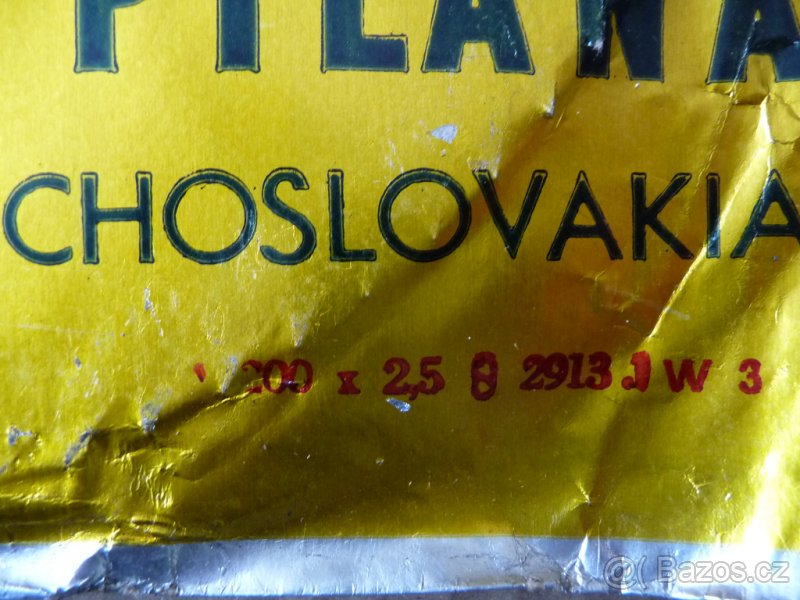 PILANA
CHOSLOVAKIA
200 x 2,5 8 2913.1 W 3
© Bazos.cz